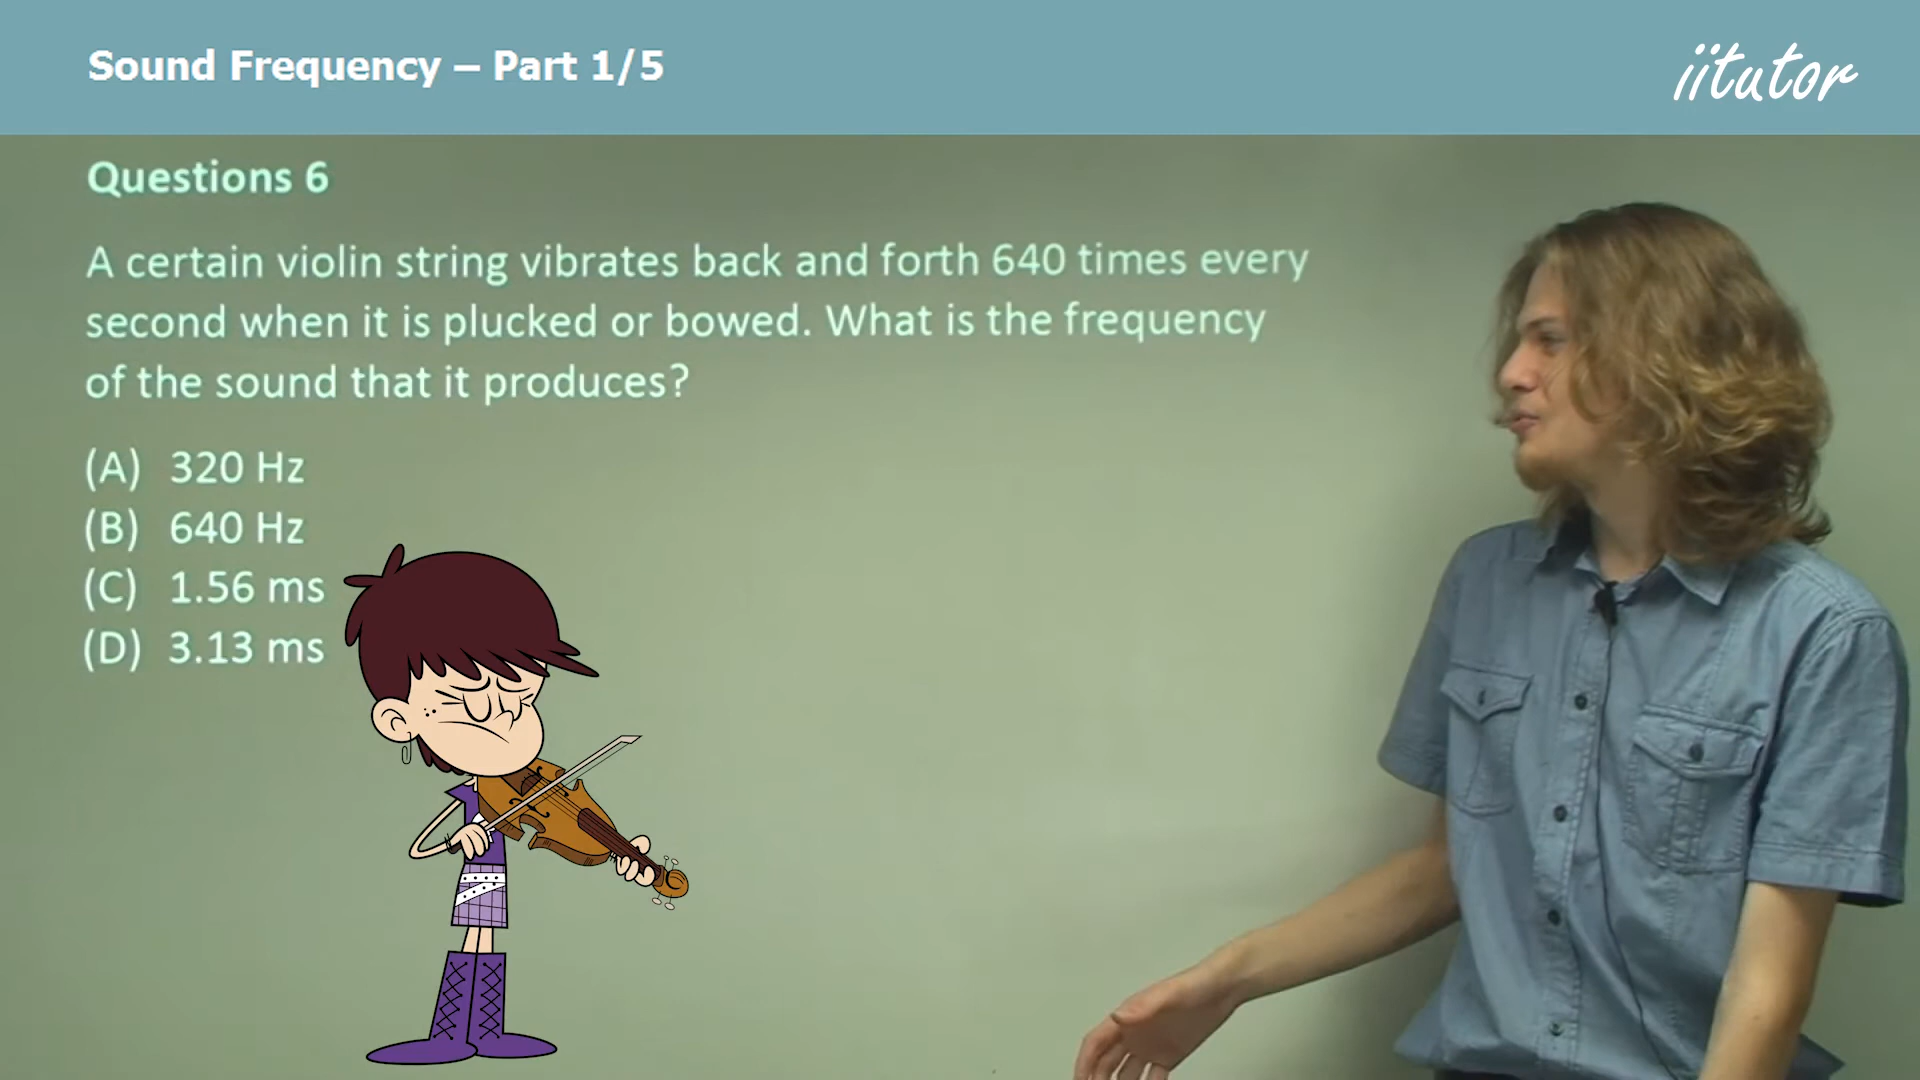 Sound Frequency – Part 1/5
iitutor
Questions 6
A certain violin string vibrates back and forth 640 times every
second when it is plucked or bowed. What is the frequency
of the sound that it produces?
(A) 320 Hz
(B) 640 Hz
(C) 1.56 ms
(D) 3.13 ms